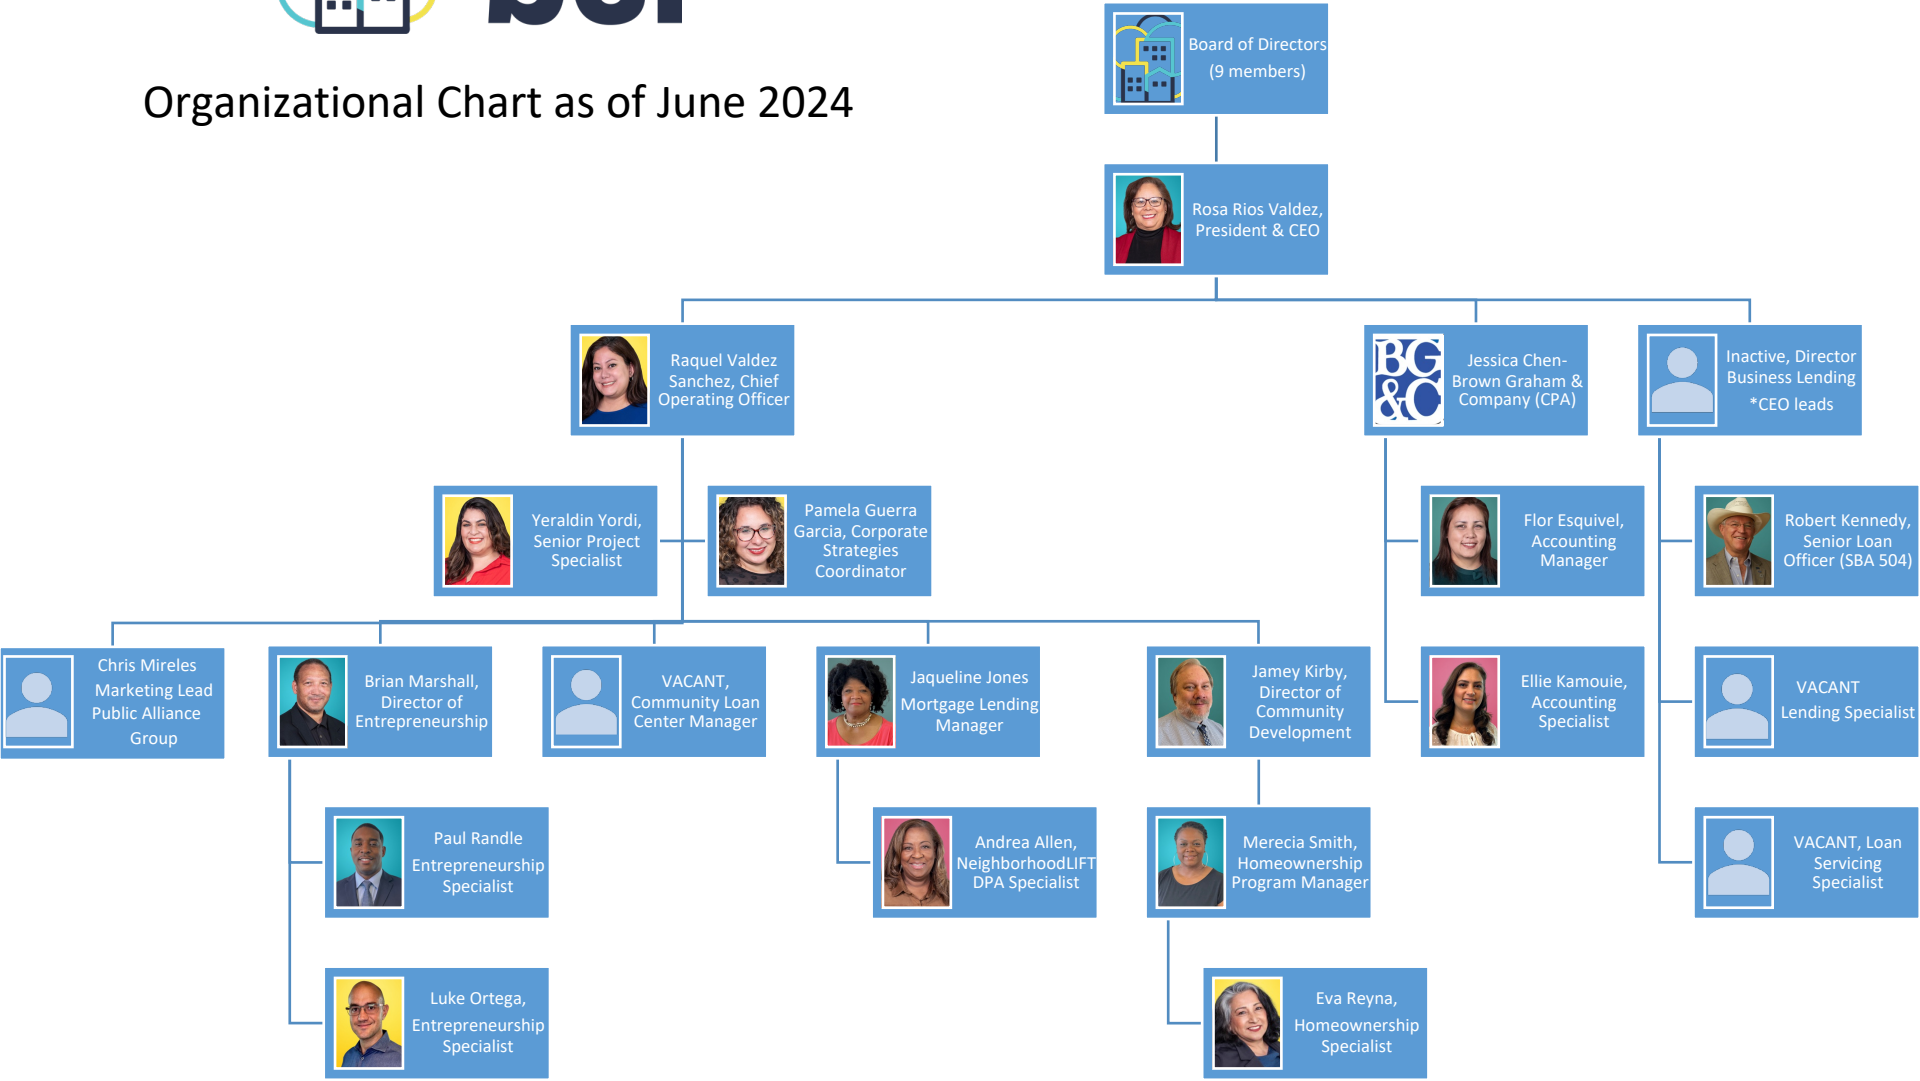 Organizational Chart as of June 2024
Board of Directors
(9 members)
Rosa Rios Valdez,
President & CEO
Raquel Valdez
Sanchez, Chief
Operating Officer
BG
&C
Jessica Chen-
Brown Graham &
Company (CPA)
Inactive, Director
Business Lending
*CEO leads
Yeraldin Yordi,
Senior Project
Specialist
Pamela Guerra
Garcia, Corporate
Strategies
Coordinator
Flor Esquivel,
Accounting
Manager
Robert Kennedy,
Senior Loan
Officer (SBA 504)
Chris Mireles
Marketing Lead
Public Alliance
Group
Brian Marshall,
Director of
Entrepreneurship
VACANT,
Community Loan
Center Manager
Jaqueline Jones
Mortgage Lending
Manager
Jamey Kirby,
Director of
Community
Development
Ellie Kamouie,
Accounting
Specialist
VACANT
Lending Specialist
Paul Randle
Entrepreneurship
Specialist
Andrea Allen,
NeighborhoodLIFT
DPA Specialist
Merecia Smith,
Homeownership
Program Manager
VACANT, Loan
Servicing
Specialist
Luke Ortega,
Entrepreneurship
Specialist
Eva Reyna,
Homeownership
Specialist